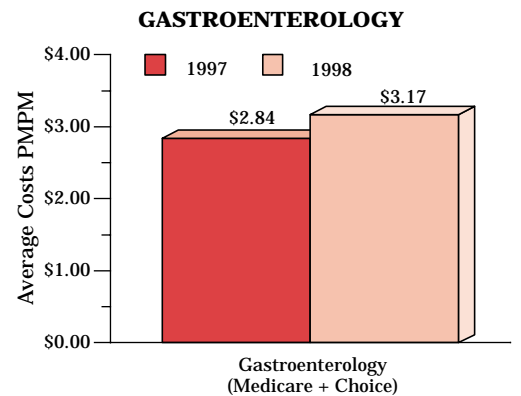 GASTROENTEROLOGY
$4.00
1997
1998
$3.17
$2.84
$3.00
$2.00
$1.00
$0.00
Average Costs PMPM
Gastroenterology
(Medicare + Choice)